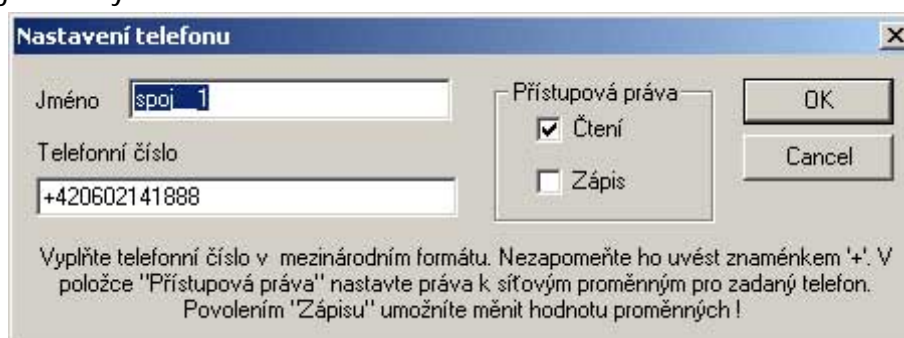 Nastavení telefonu
Jméno spoj__1
Telefonní číslo
+420602141888
Přístupová práva
Čtení
Zápis
OK
Cancel
Vyplňte telefonní číslo v mezinárodním formátu. Nezapomeňte ho uvést znaménkem '+'. V
položce "Přístupová práva" nastavte práva k síťovým proměnným pro zadaný telefon.
Povolením "Zápisu" umožníte měnit hodnotu proměnných !